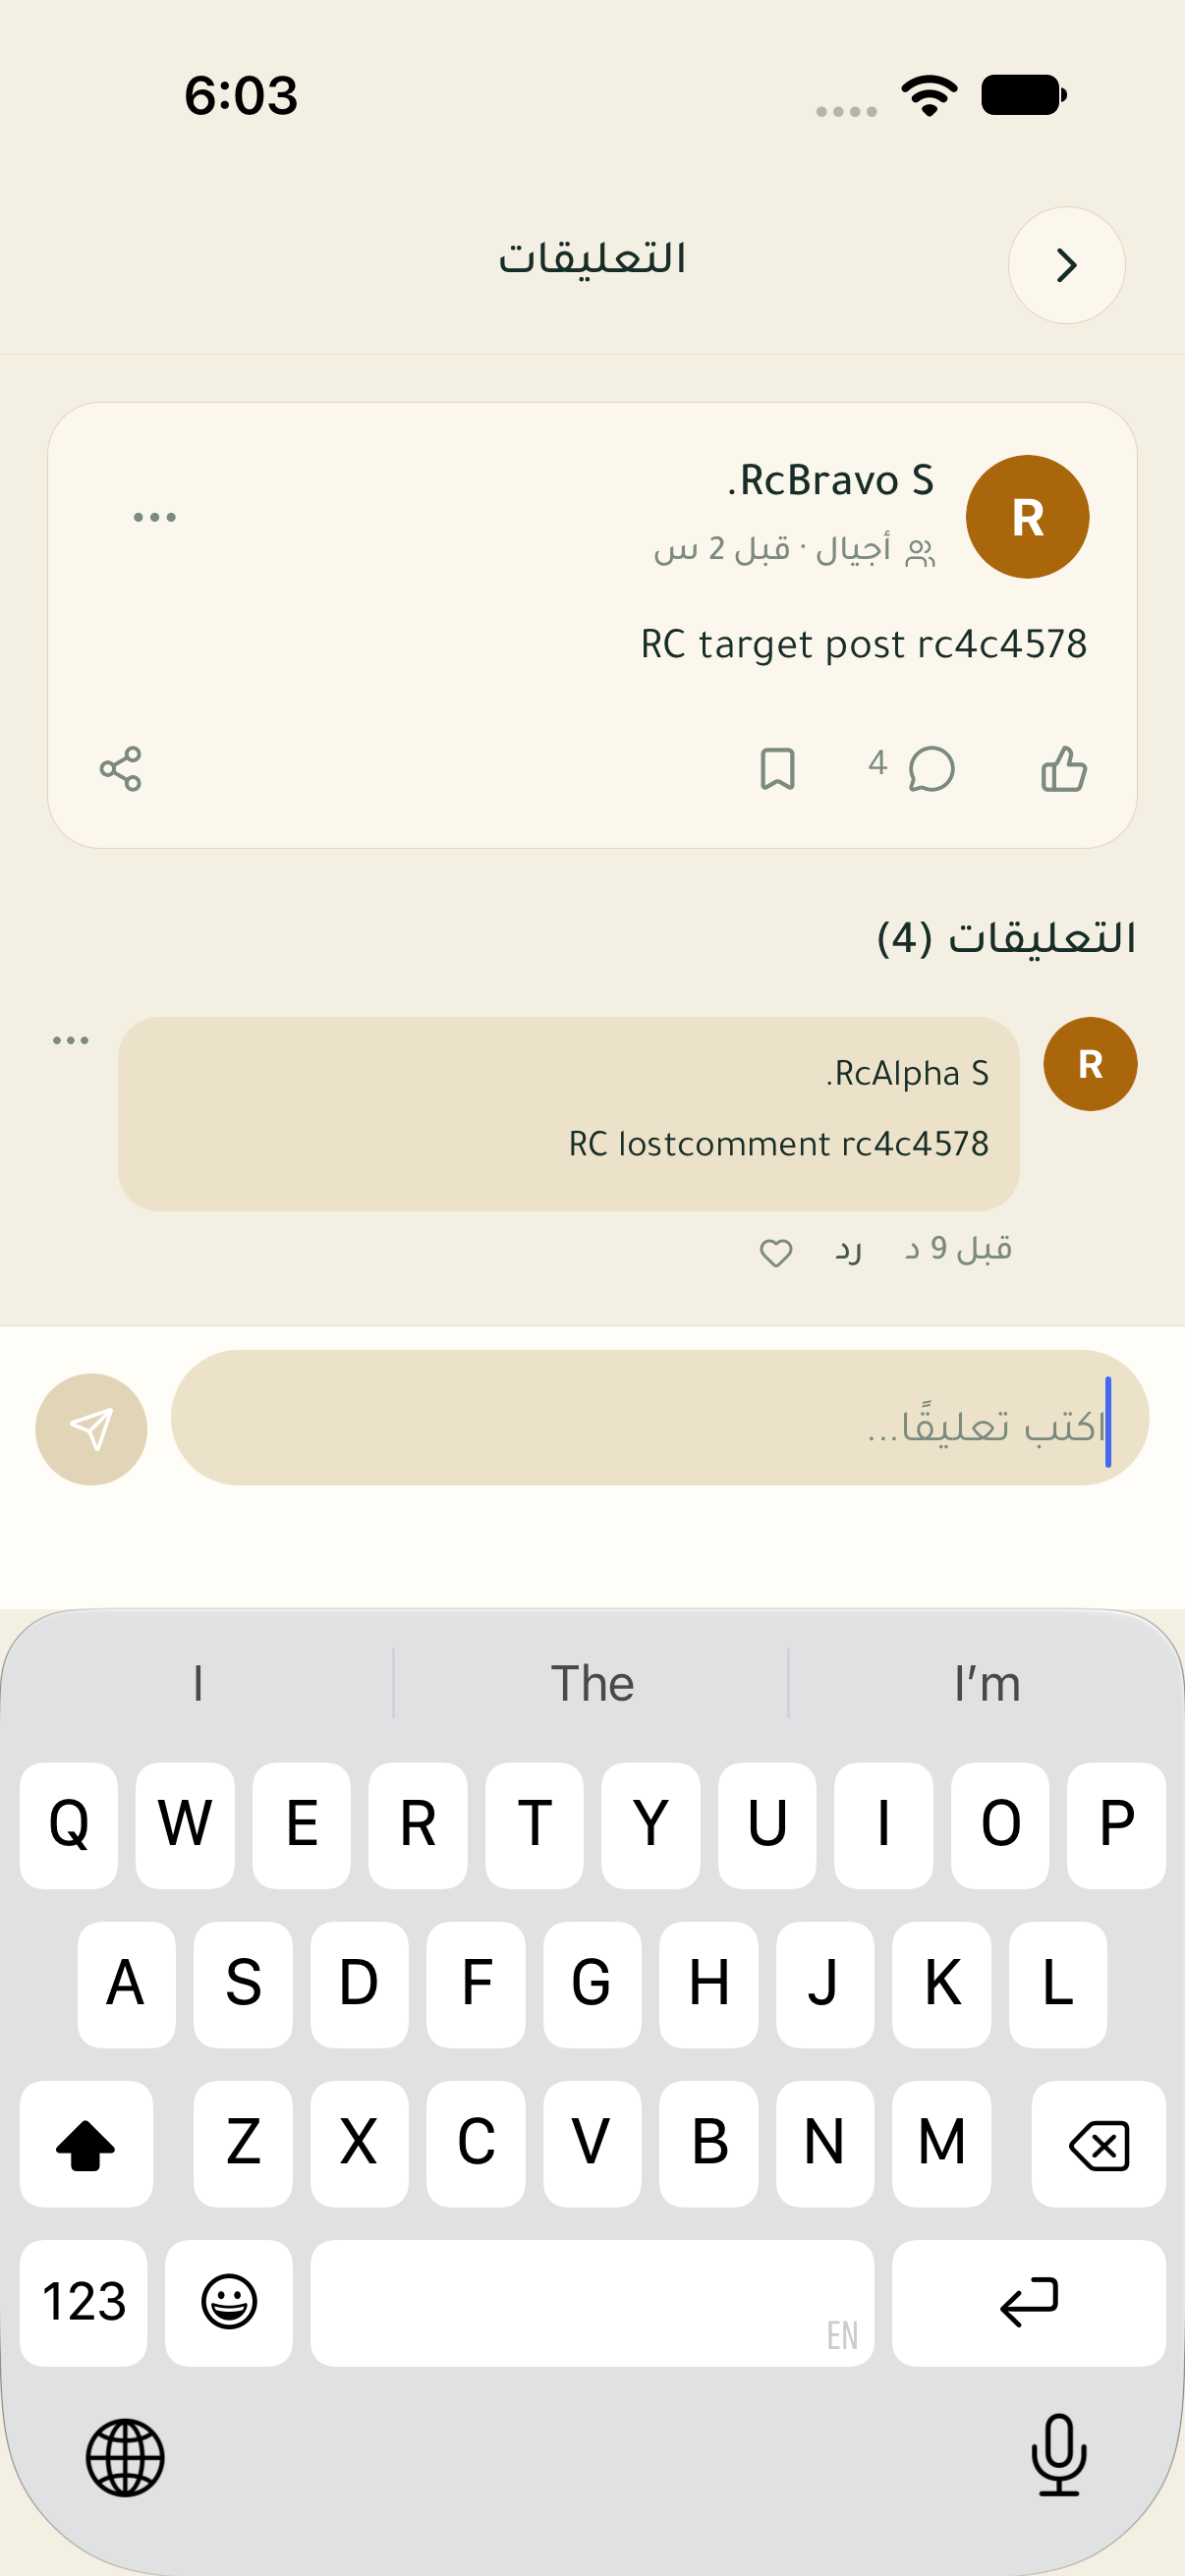 6:03
التعليقات
R
RcBravo S.
أجيال · قبل 2 س
RC target post rc4c4578
4
التعليقات (4)
R
RcAlpha S.
RC lostcomment rc4c4578
قبل 9 د
رد
اكتب تعليقًا...
I The I’m
Q W E R T Y U I O P
A S D F G H J K L
Z X C V B N M
123
EN